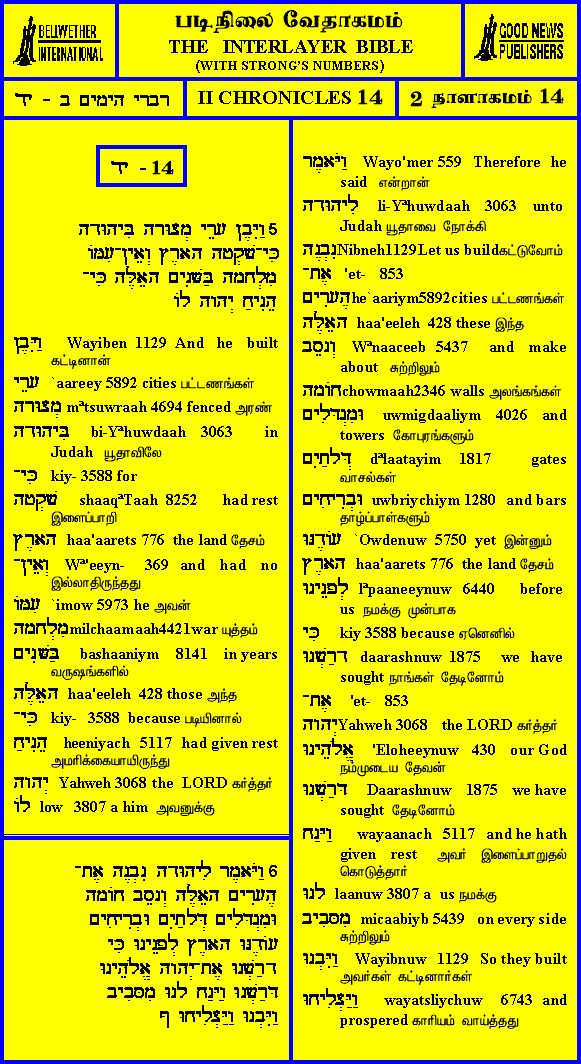 BELLWETHER
INTERNATIONAL
படிநிலை வேதாகமம்
THE INTERLAYER BIBLE
(WITH STRONG'S NUMBERS)
GOOD NEWS
PUBLISHERS
דברי הימים ב - יד
II CHRONICLES 14
2 நாளாகமம் 14
יד - 14
5 וַיִּבֶן עָרֵי מְצוּרָה בִּיהוּדָה
כִּי־שָׁקְטָה הָאָרֶץ וְאֵין־עִמּוֹ
מִלְחָמָה בַּשָּׁנִים הָאֵלֶּה כִּי־
הֵנִיחַ יְהוָה לוֹ
וַיִּבֶן Wayiben 1129 And he built
கட்டினான்
עָרֵי `aareey 5892 cities பட்டணங்கள்
מְצוּרָה mªtsuwraah 4694 fenced அரண்
בִּיהוּדָה bi-Yªhuwdaah 3063 in
Judah யூதாவிலே
כִּי־ kiy- 3588 for
שָׁקְטָה shaaqªTaah 8252 had rest
இளைப்பாறி
הָאָרֶץ haa'aarets 776 the land தேசம்
וְאֵין־ Wª'eeyn- 369 and had no
இல்லாதிருந்தது
עִמּוֹ `imow 5973 he அவன்
מִלְחָמָה milchaamaah4421war யுத்தம்
בַּשָּׁנִים bashaaniym 8141 in years
வருஷங்களில்
הָאֵלֶּה haa'eeleh 428 those அந்த
כִּי־ kiy- 3588 because படியினால்
הֵנִיחַ heeniyach 5117 had given rest
அமரிக்கையாயிருந்து
יְהוָה Yahweh 3068 the LORD கர்த்தர்
לוֹ low 3807 a him அவனுக்கு
6 וַיֹּאמֶר לִיהוּדָה נִבְנֶה אֶת־
הֶעָרִים הָאֵלֶּה וְנָסֵב חוֹמָה
וּמִגְדָּלִים דְּלָתַיִם וּבְרִיחִים
עוֹדֶנּוּ הָאָרֶץ לְפָנֵינוּ כִּי
דָרַשְׁנוּ אֶת־יְהוָה אֱלֹהֵינוּ
דָּרַשְׁנוּ וַיָּנַח לָנוּ מִסָּבִיב
וַיִּבְנוּ וַיַּצְלִיחוּ ף
וַיֹּאמֶר Wayo'mer 559 Therefore he
said என்றான்
לִיהוּדָה li-Yªhuwdaah 3063 unto
Judah யூதாவை நோக்கி
נִבְנֶה Nibneh1129Let us buildகட்டுவோம்
אֶת־ 'et- 853
הֶעָרִים he`aariym5892cities பட்டணங்கள்
הָאֵלֶּה haa'eeleh 428 these இந்த
וְנָסֵב Wªnaaceeb 5437 and make
about சுற்றிலும்
חוֹמָה chowmaah2346 walls அலங்கங்கள்
וּמִגְדָּלִים uwmigdaaliym 4026 and
towers கோபுரங்களும்
דְּלָתַיִם dªlaatayim 1817 gates
வாசல்கள்
וּבְרִיחִים uwbriychiym 1280 and bars
தாழ்ப்பாள்களும்
עוֹדֶנּוּ `Owdenuw 5750 yet இன்னும்
הָאָרֶץ haa'aarets 776 the land தேசம்
לְפָנֵינוּ lªpaaneeynuw 6440 before
us நமக்கு முன்பாக
כִּי kiy 3588 because ஏனெனில்
דָרַשְׁנוּ daarashnuw 1875 we have
sought நாங்கள் தேடினோம்
אֶת־ 'et- 853
יְהוָה Yahweh 3068 the LORD கர்த்தர்
אֱלֹהֵינוּ 'Eloheeynuw 430 our God
நம்முடைய தேவன்
דָּרַשְׁנוּ Daarashnuw 1875 we have
sought தேடினோம்
וַיָּנַח wayaanach 5117 and he hath
given rest அவர் இளைப்பாறுதல்
கொடுத்தார்
לָנוּ laanuw 3807 a us நமக்கு
מִסָּבִיב micaabiyb 5439 on every side
சுற்றிலும்
וַיִּבְנוּ Wayibnuw 1129 So they built
அவர்கள் கட்டினார்கள்
וַיַּצְלִיחוּ wayatsliychuw 6743 and
prospered காரியம் வாய்த்தது